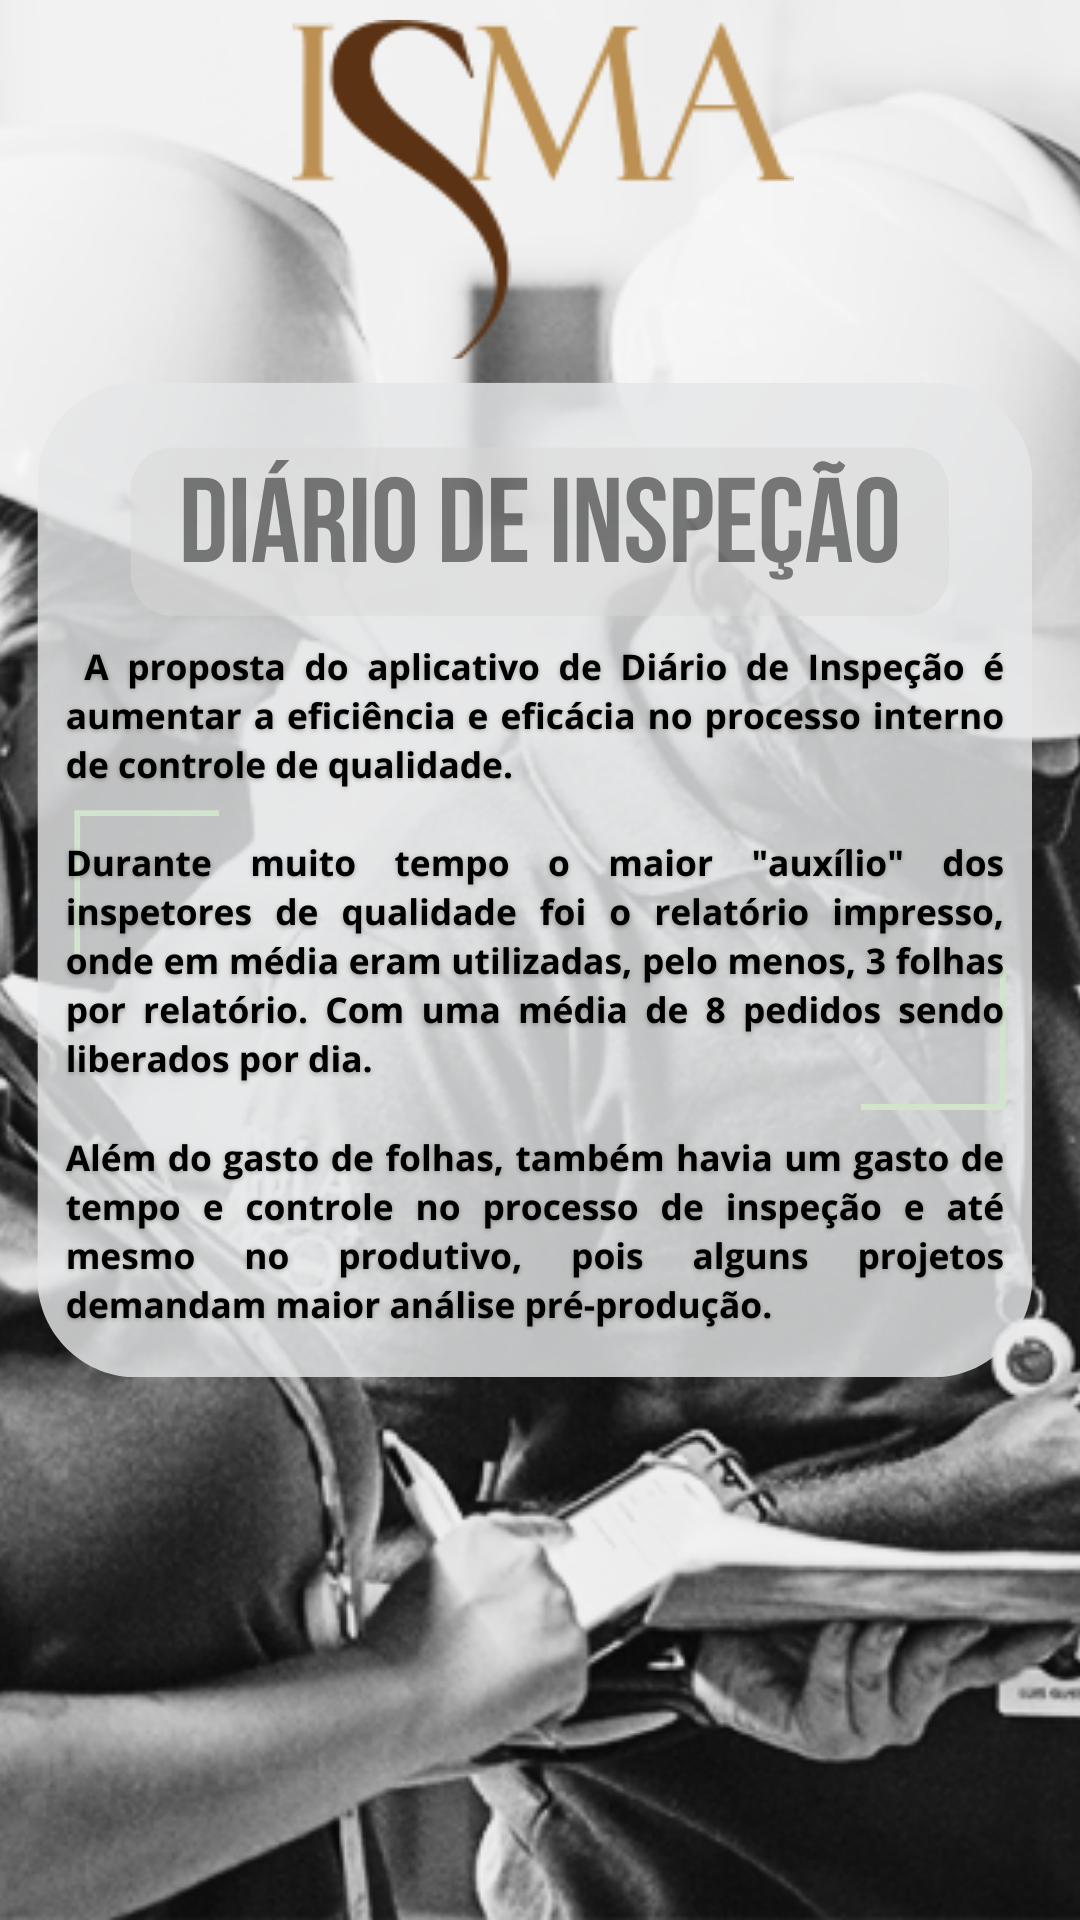 ISMA
DIÁRIO DE INSPEÇÃO
A proposta do aplicativo de Diário de Inspeção é
aumentar a eficiência e eficácia no processo interno
de controle de qualidade.
Durante muito tempo o maior "auxílio" dos
inspetores de qualidade foi o relatório impresso,
onde em média eram utilizadas, pelo menos, 3 folhas
por relatório. Com uma média de 8 pedidos sendo
liberados por dia.
Além do gasto de folhas, também havia um gasto de
tempo e controle no processo de inspeção e até
mesmo no produtivo, pois alguns projetos
demandam maior análise pré-produção.